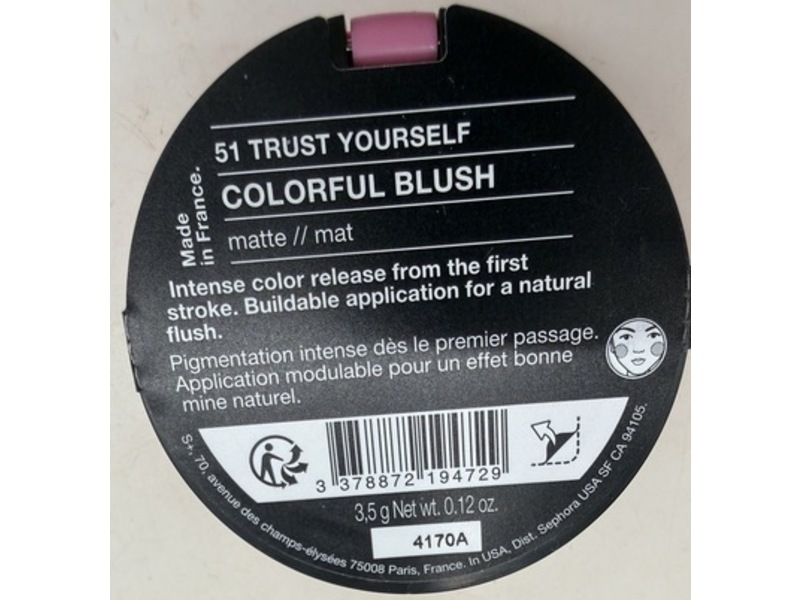 51 TRUST YOURSELF
COLORFUL BLUSH
matte // mat
Made
in France.
Intense color release from the first
stroke. Buildable application for a natural
flush.
Pigmentation intense dès le premier passage.
Application modulable pour un effet bonne
mine naturel.
3 378872 194729
3,5 g Net wt. 0.12 oz.
4170A
S+, 70, avenue des champs-élysées 75008 Paris, France. In USA, Dist. Sephora USA SF CA 94105.